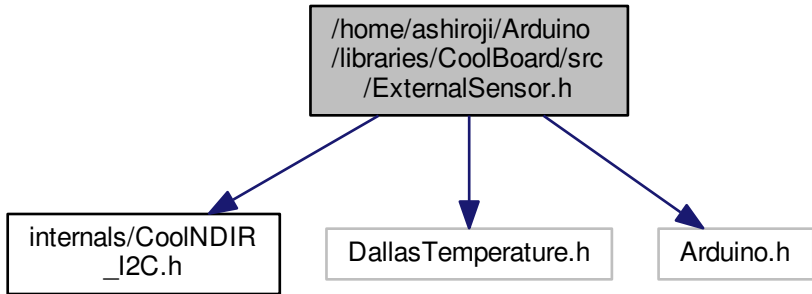 /home/ashiroji/Arduino
/libraries/CoolBoard/src
/ExternalSensor.h
internals/CoolNDIR
_I2C.h
DallasTemperature.h
Arduino.h